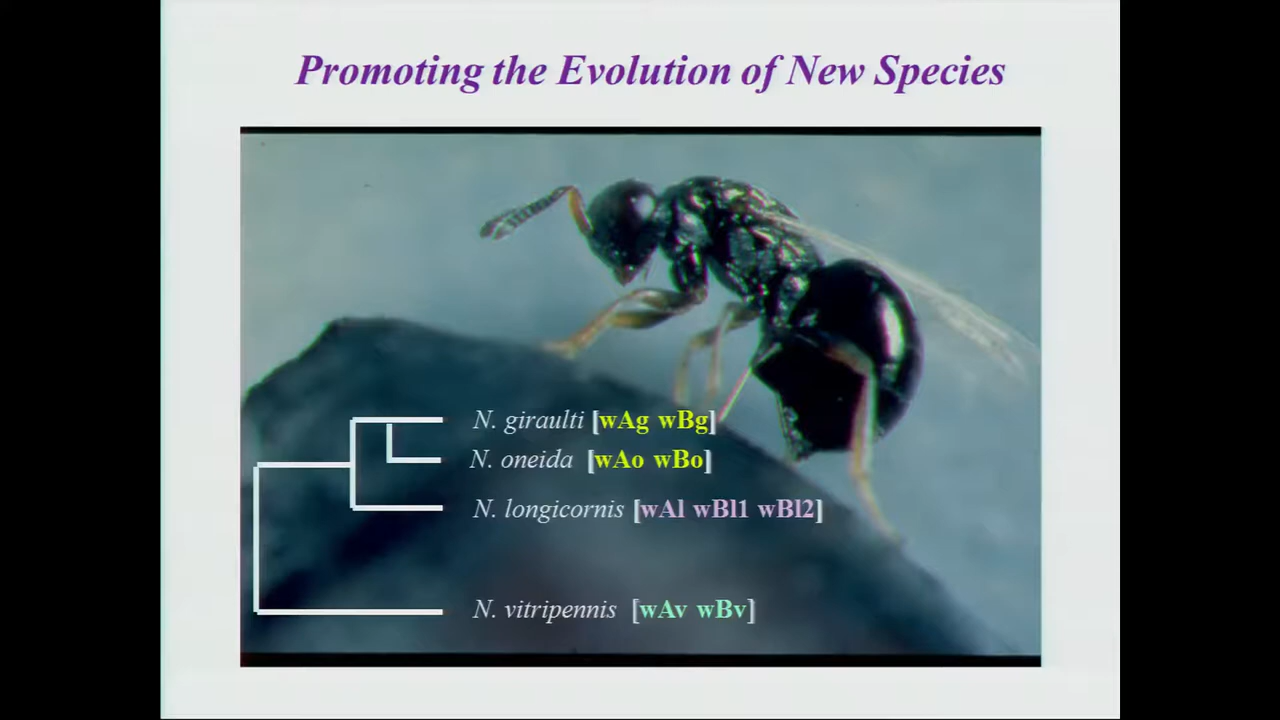 Promoting the Evolution of New Species
N. giraulti [wAg wBg]
N. oneida [wAo wBo]
N. longicornis [wAl wBl1 wBl2]
N. vitripennis [wAv wBv]